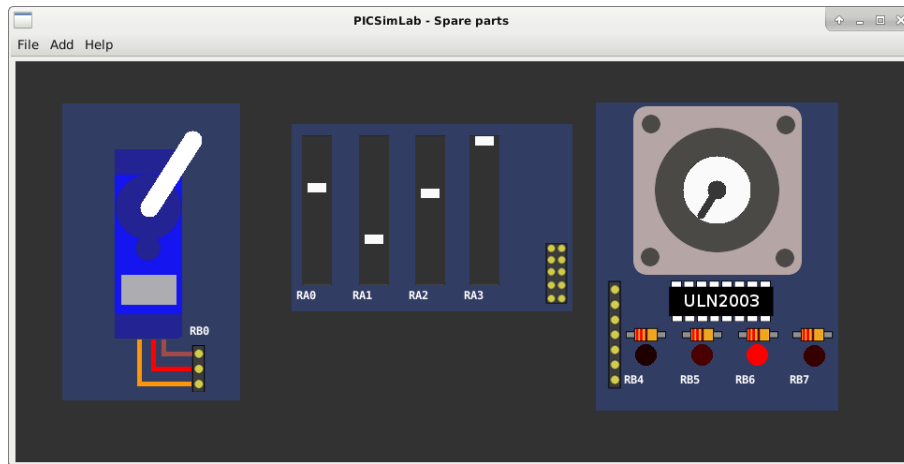 PICSimLab - Spare parts
File Add Help
RB0
RA0 RA1 RA2 RA3
ULN2003
RB4 RB5 RB6 RB7